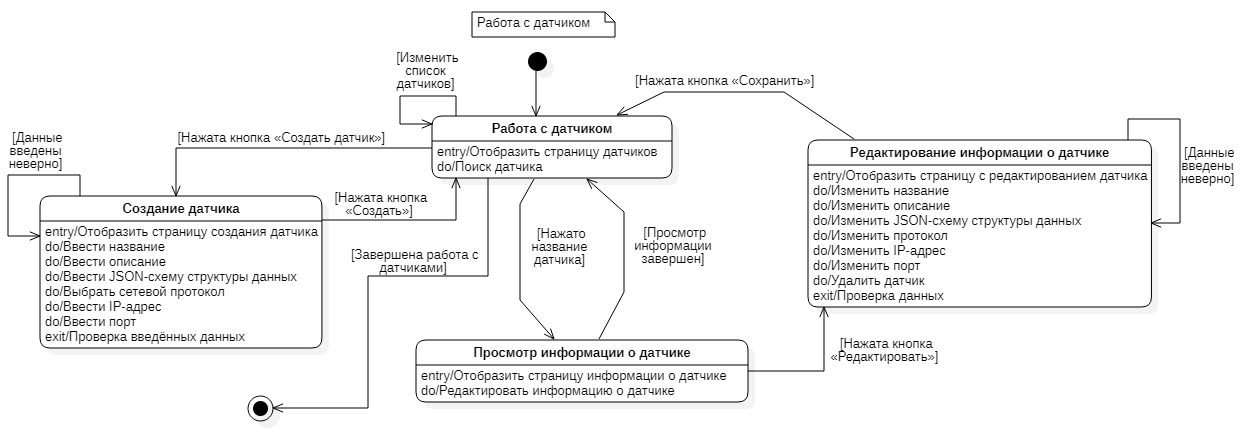 Работа с датчиком
[Изменить
список
датчиков]
[Нажата кнопка «Сохранить»]
[Данные
введены
неверно]
[Нажата кнопка «Создать датчик»]
Работа с датчиком
entry/Отобразить страницу датчиков
do/Поиск датчика
Редактирование информации о датчике
entry/Отобразить страницу с редактированием датчика
do/Изменить название
do/Изменить описание
do/Изменить JSON-схему структуры данных
do/Изменить протокол
do/Изменить IP-адрес
do/Изменить порт
do/Удалить датчик
exit/Проверка данных
[Данные
введены
неверно]
Создание датчика
entry/Отобразить страницу создания датчика
do/Ввести название
do/Ввести описание
do/Ввести JSON-схему структуры данных
do/Выбрать сетевой протокол
do/Ввести IP-адрес
do/Ввести порт
exit/Проверка введённых данных
[Нажата кнопка
«Создать»]
[Завершена работа с
датчиками]
[Нажато
название
датчика]
[Просмотр
информации
завершен]
Просмотр информации о датчике
entry/Отобразить страницу информации о датчике
do/Редактировать информацию о датчике
[Нажата кнопка
«Редактировать»]